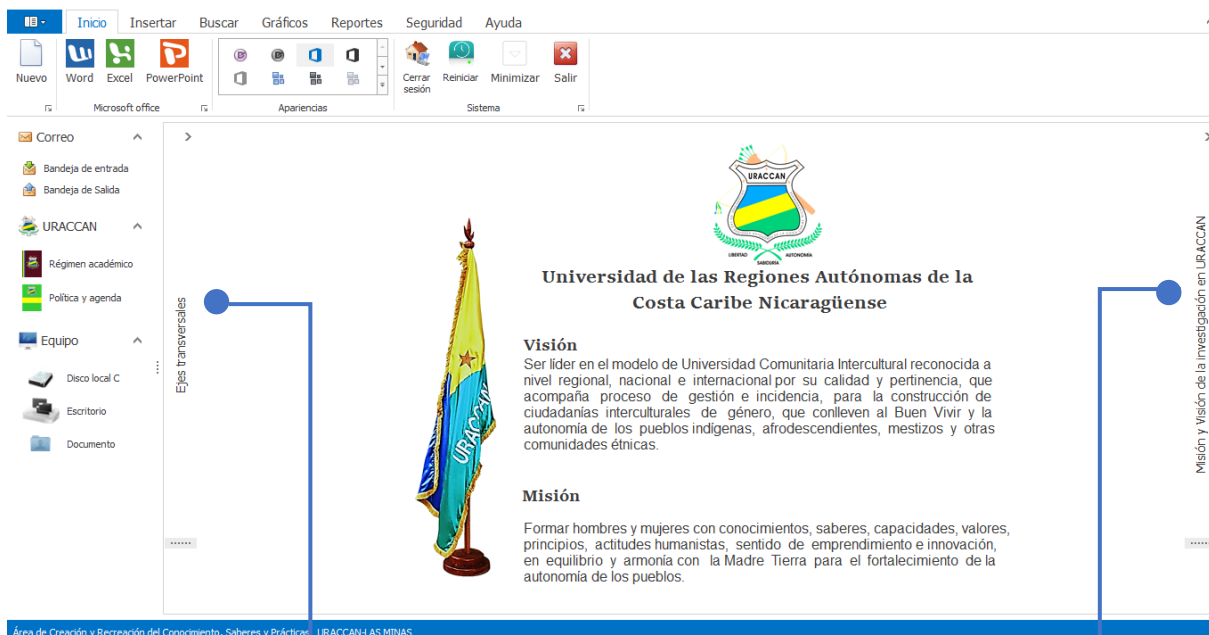 Inicio Insertar Buscar Gráficos Reportes Seguridad Ayuda
Nuevo Word Excel PowerPoint Cerrar sesión Reiniciar Minimizar Salir
Microsoft office Apariencias Sistema
Correo
Bandeja de entrada
Bandeja de Salida
URACCAN
Régimen académico
Política y agenda
Equipo
Disco local C
Escritorio
Documento
Ejes transversales
URACCAN
LIBERTAD SABIDURIA AUTONOMIA
URACCAN
Universidad de las Regiones Autónomas de la
Costa Caribe Nicaragüense
Visión
Ser líder en el modelo de Universidad Comunitaria Intercultural reconocida a
nivel regional, nacional e internacional por su calidad y pertinencia, que
acompaña proceso de gestión e incidencia, para la construcción de
ciudadanías interculturales de género, que conlleven al Buen Vivir y la
autonomía de los pueblos indígenas, afrodescendientes, mestizos y otras
comunidades étnicas.
Misión
Formar hombres y mujeres con conocimientos, saberes, capacidades, valores,
principios, actitudes humanistas, sentido de emprendimiento e innovación,
en equilibrio y armonía con la Madre Tierra para el fortalecimiento de la
autonomía de los pueblos.
Misión y Visión de la investigación en URACCAN
Área de Creación y Recreación del Conocimiento, Saberes y Prácticas URACCAN-LAS MINAS